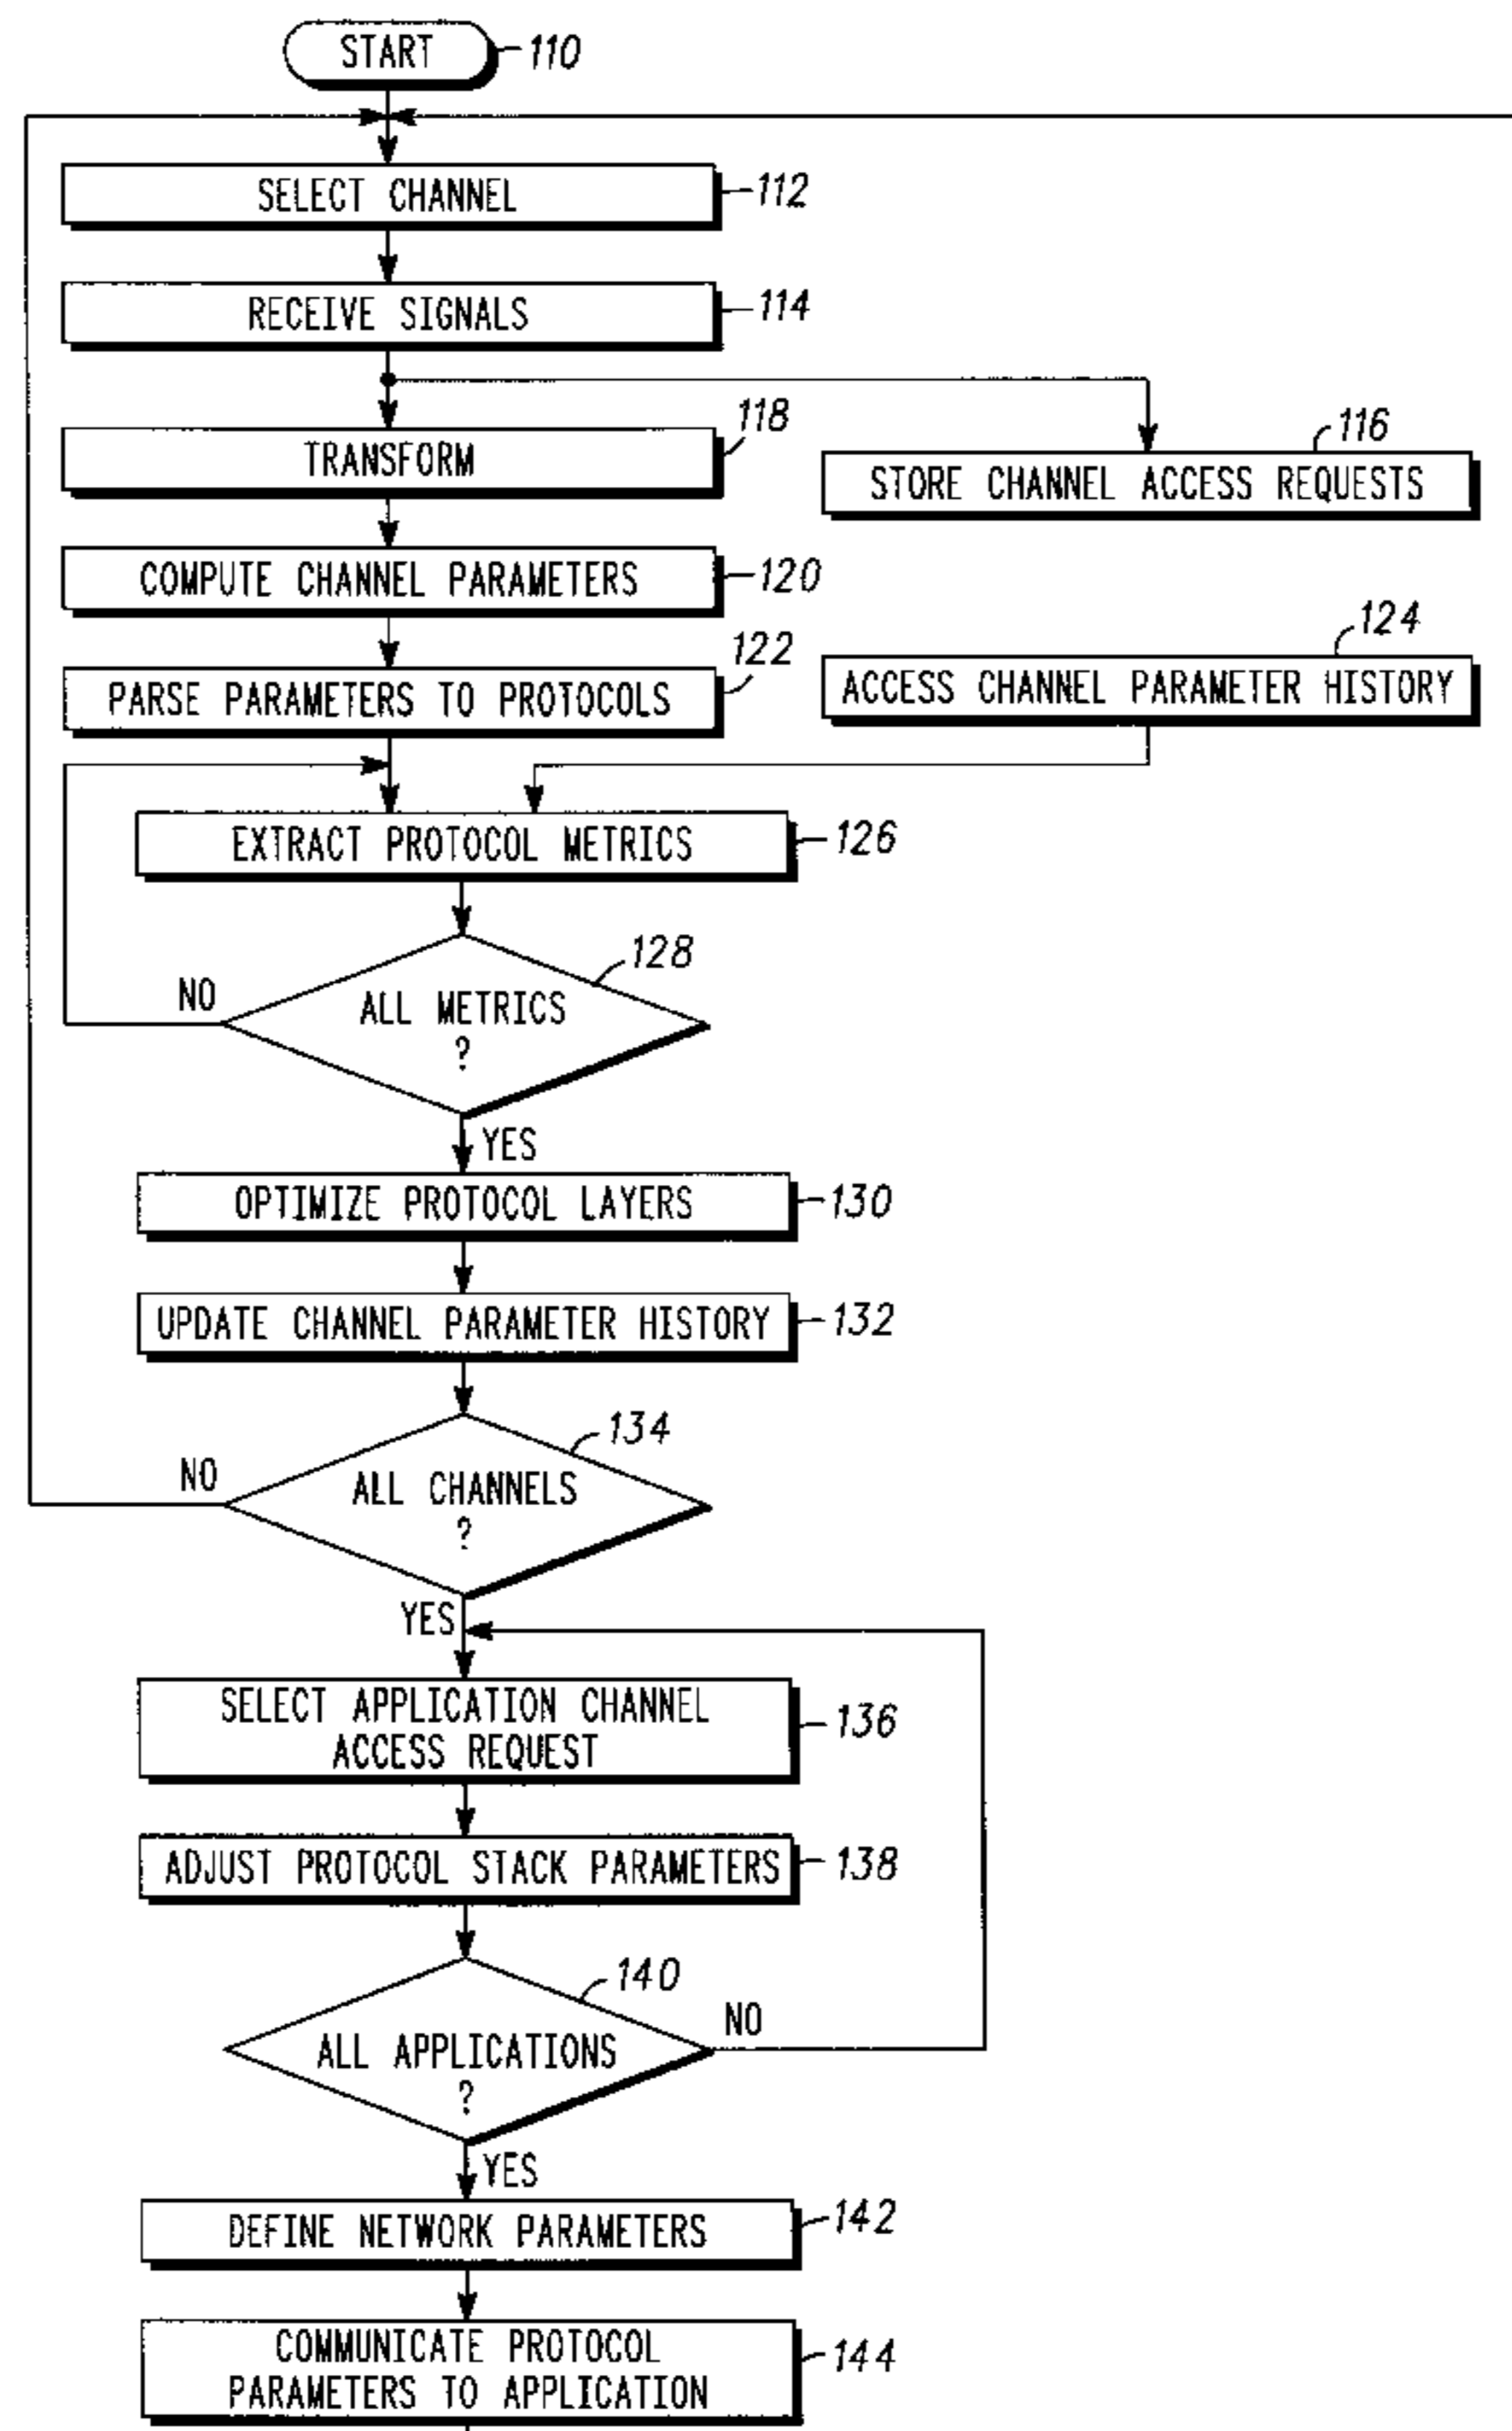 START
110
SELECT CHANNEL
112
RECEIVE SIGNALS
114
TRANSFORM
118
STORE CHANNEL ACCESS REQUESTS
116
COMPUTE CHANNEL PARAMETERS
120
PARSE PARAMETERS TO PROTOCOLS
122
ACCESS CHANNEL PARAMETER HISTORY
124
EXTRACT PROTOCOL METRICS
126
ALL METRICS
?
128
NO
YES
OPTIMIZE PROTOCOL LAYERS
130
UPDATE CHANNEL PARAMETER HISTORY
132
ALL CHANNELS
?
134
NO
YES
SELECT APPLICATION CHANNEL
ACCESS REQUEST
136
ADJUST PROTOCOL STACK PARAMETERS
138
ALL APPLICATIONS
?
140
NO
YES
DEFINE NETWORK PARAMETERS
142
COMMUNICATE PROTOCOL
PARAMETERS TO APPLICATION
144